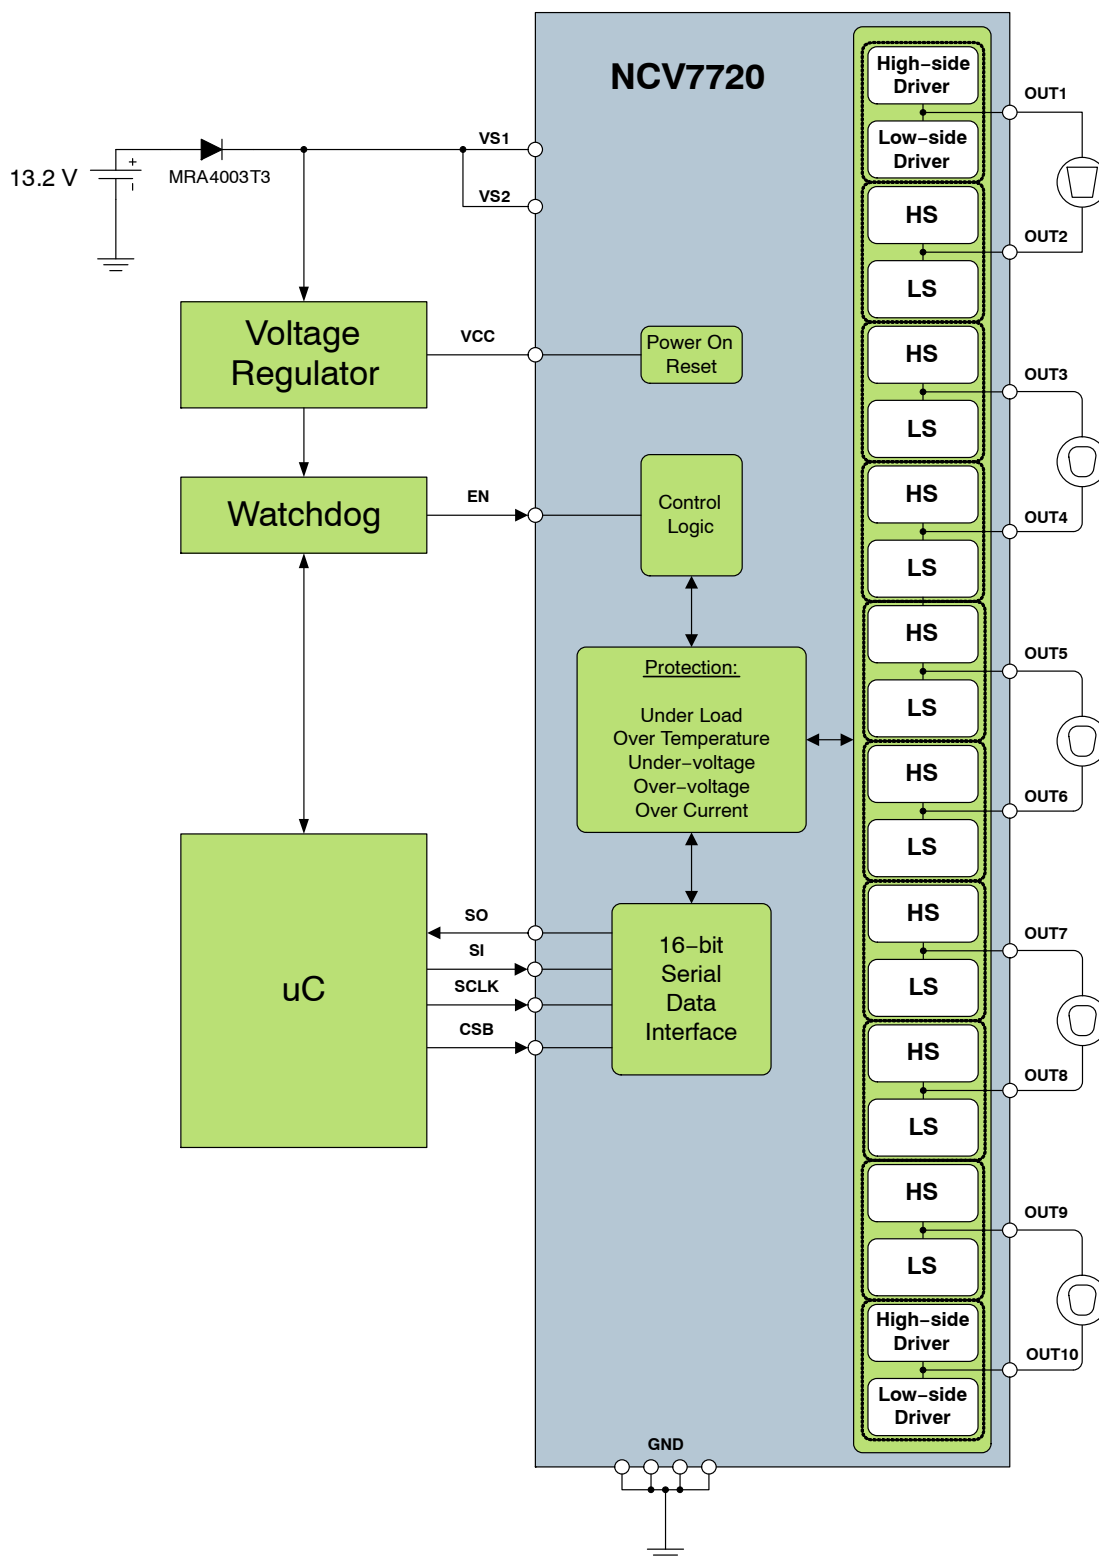 NCV7720
High−side
Driver
Low−side
Driver
OUT1
13.2 V
+
−
MRA4003T3
VS1
VS2
HS
LS
OUT2
Voltage
Regulator
VCC
Power On
Reset
HS
LS
OUT3
Watchdog
EN
Control
Logic
HS
LS
OUT4
Protection:
Under Load
Over Temperature
Under−voltage
Over−voltage
Over Current
HS
LS
OUT5
HS
LS
OUT6
uC
SO
SI
SCLK
CSB
16−bit
Serial
Data
Interface
HS
LS
OUT7
HS
LS
OUT8
HS
LS
OUT9
High−side
Driver
Low−side
Driver
OUT10
GND